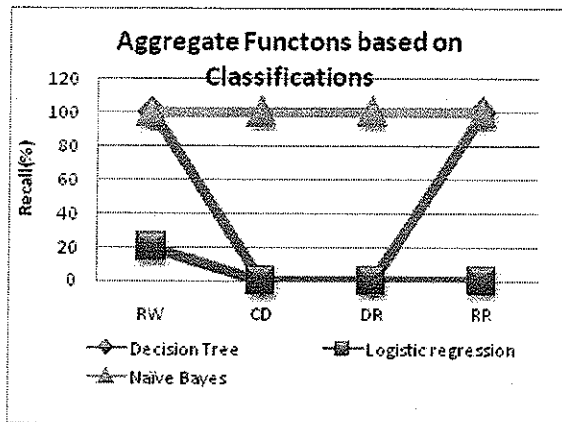 Aggregate Functons based on
Classifications
120
100
80
60
40
20
0
Recall(%)
RW CD DR RR
Decision Tree Logistic regression
Naïve Bayes